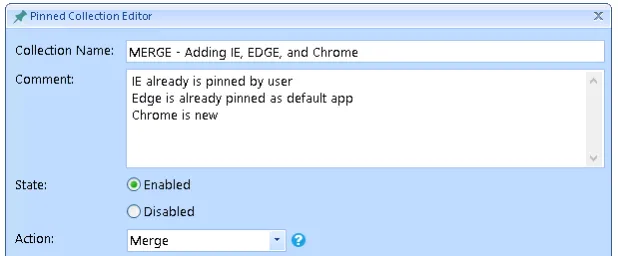 Pinned Collection Editor
Collection Name: MERGE - Adding IE, EDGE, and Chrome
Comment: IE already is pinned by user
Edge is already pinned as default app
Chrome is new
State: Enabled
Disabled
Action: Merge ?